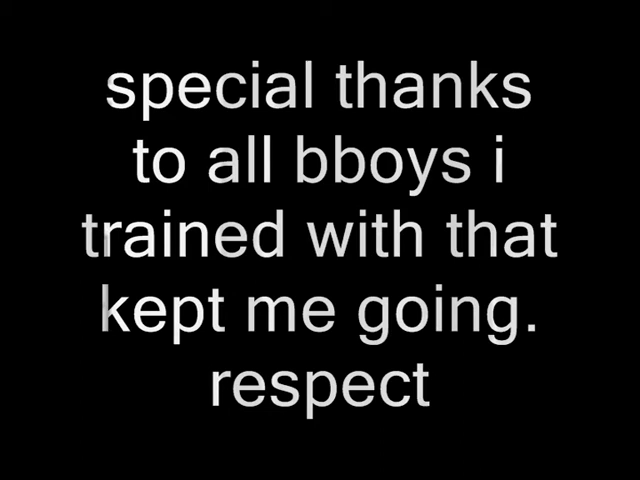 special thanks
to all bboys i
trained with that
kept me going.
respect